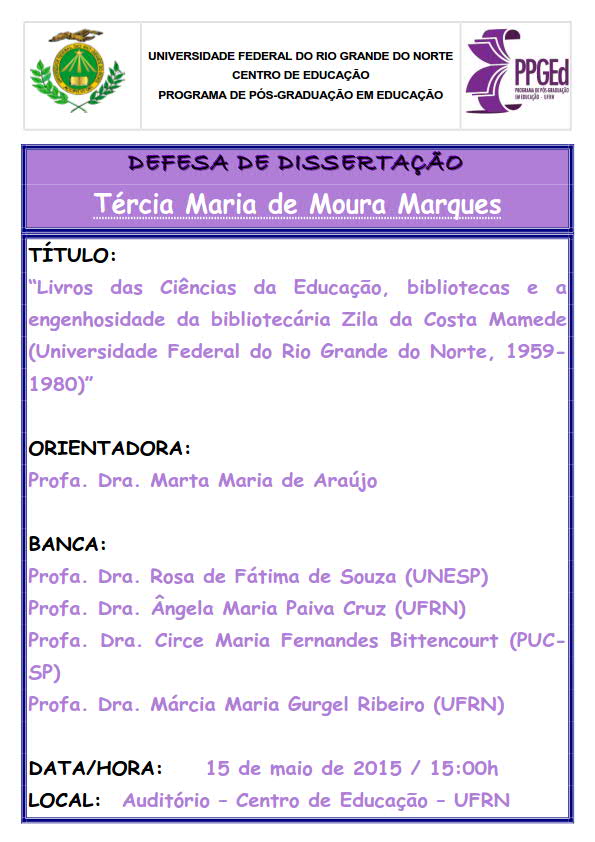 UNIVERSIDADE FEDERAL DO RIO GRANDE DO NORTE
CENTRO DE EDUCAÇÃO
PROGRAMA DE PÓS-GRADUAÇÃO EM EDUCAÇÃO
PPGEd
PROGRAMA DE PÓS-GRADUAÇÃO
EM EDUCAÇÃO - UFRN
DEFESA DE DISSERTAÇÃO
Tércia Maria de Moura Marques
TÍTULO:
“Livros das Ciências da Educação, bibliotecas e a
engenhosidade da bibliotecária Zila da Costa Mamede
(Universidade Federal do Rio Grande do Norte, 1959-
1980)”
ORIENTADORA:
Profa. Dra. Marta Maria de Araújo
BANCA:
Profa. Dra. Rosa de Fátima de Souza (UNESP)
Profa. Dra. Ângela Maria Paiva Cruz (UFRN)
Profa. Dra. Circe Maria Fernandes Bittencourt (PUC-
SP)
Profa. Dra. Márcia Maria Gurgel Ribeiro (UFRN)
DATA/HORA: 15 de maio de 2015 / 15:00h
LOCAL: Auditório – Centro de Educação – UFRN